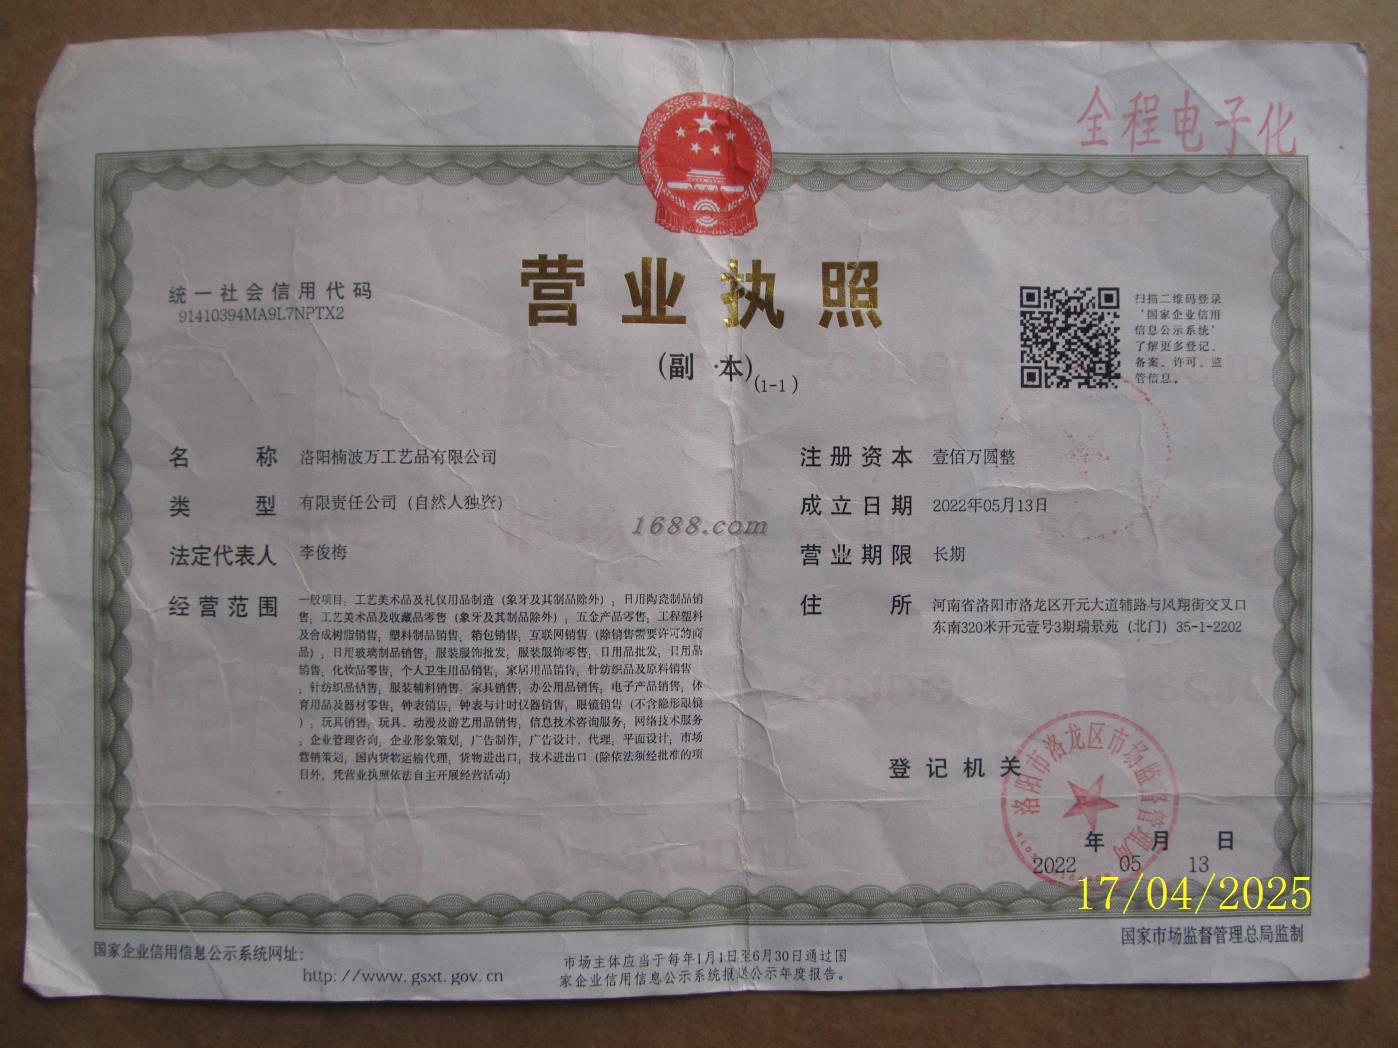 全程电子化
营业执照
(副 本)(1-1)
统一社会信用代码
91410394MA9L7NPTX2
扫描二维码登录
“国家企业信用
信息公示系统”
了解更多登记、
备案、许可、监
管信息。
名 称 洛阳楠波万工艺品有限公司
类 型 有限责任公司（自然人独资）
法定代表人 李俊梅
经营范围 一般项目：工艺美术品及礼仪用品制造（象牙及其制品除外）；日用陶瓷制品销
售；工艺美术品及收藏品零售（象牙及其制品除外）；五金产品零售；工程塑料
及合成树脂销售；塑料制品销售；箱包销售；互联网销售（除销售需要许可的商
品）；日用玻璃制品销售；服装服饰批发；服装服饰零售；日用品批发；日用品
销售；化妆品零售；个人卫生用品销售；家居用品销售；针纺织品及原料销售
；针纺织品销售；服装辅料销售；家具销售；办公用品销售；电子产品销售；体
育用品及器材零售；钟表销售；钟表与计时仪器销售；眼镜销售（不含隐形眼镜
）；玩具销售；玩具、动漫及游艺用品销售；信息技术咨询服务；网络技术服务
；企业管理咨询；企业形象策划；广告制作；广告设计、代理；平面设计；市场
营销策划；国内货物运输代理；货物进出口；技术进出口（除依法须经批准的项
目外，凭营业执照依法自主开展经营活动）
注册资本 壹佰万圆整
成立日期 2022年05月13日
营业期限 长期
住 所 河南省洛阳市洛龙区开元大道辅路与凤翔街交叉口
东南320米开元壹号3期瑞景苑（北门）35-1-2202
1688.com
登记机关
洛阳市洛龙区市场监督管理局
年 月 日
2022 05 13
17/04/2025
国家企业信用信息公示系统网址：
http://www.gsxt.gov.cn
市场主体应当于每年1月1日至6月30日通过国
家企业信用信息公示系统报送公示年度报告。
国家市场监督管理总局监制